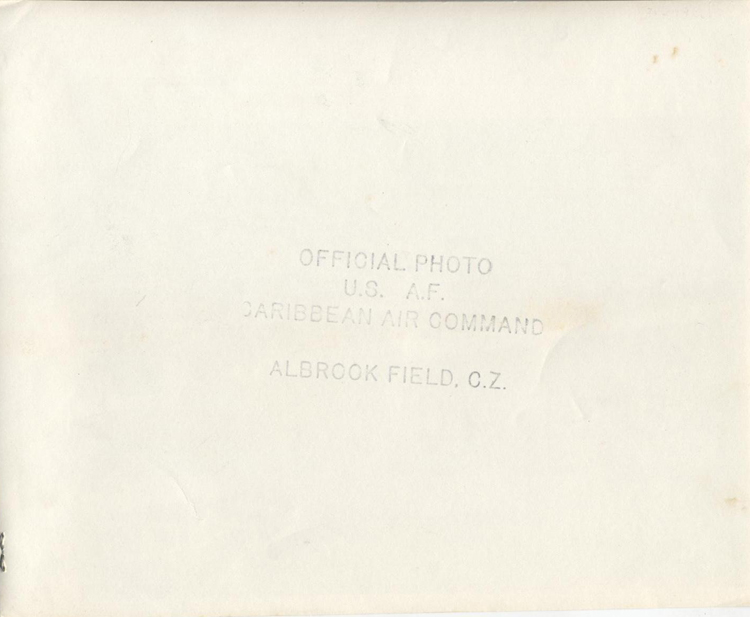 OFFICIAL PHOTO
U.S. A.F.
CARIBBEAN AIR COMMAND
ALBROOK FIELD, C.Z.